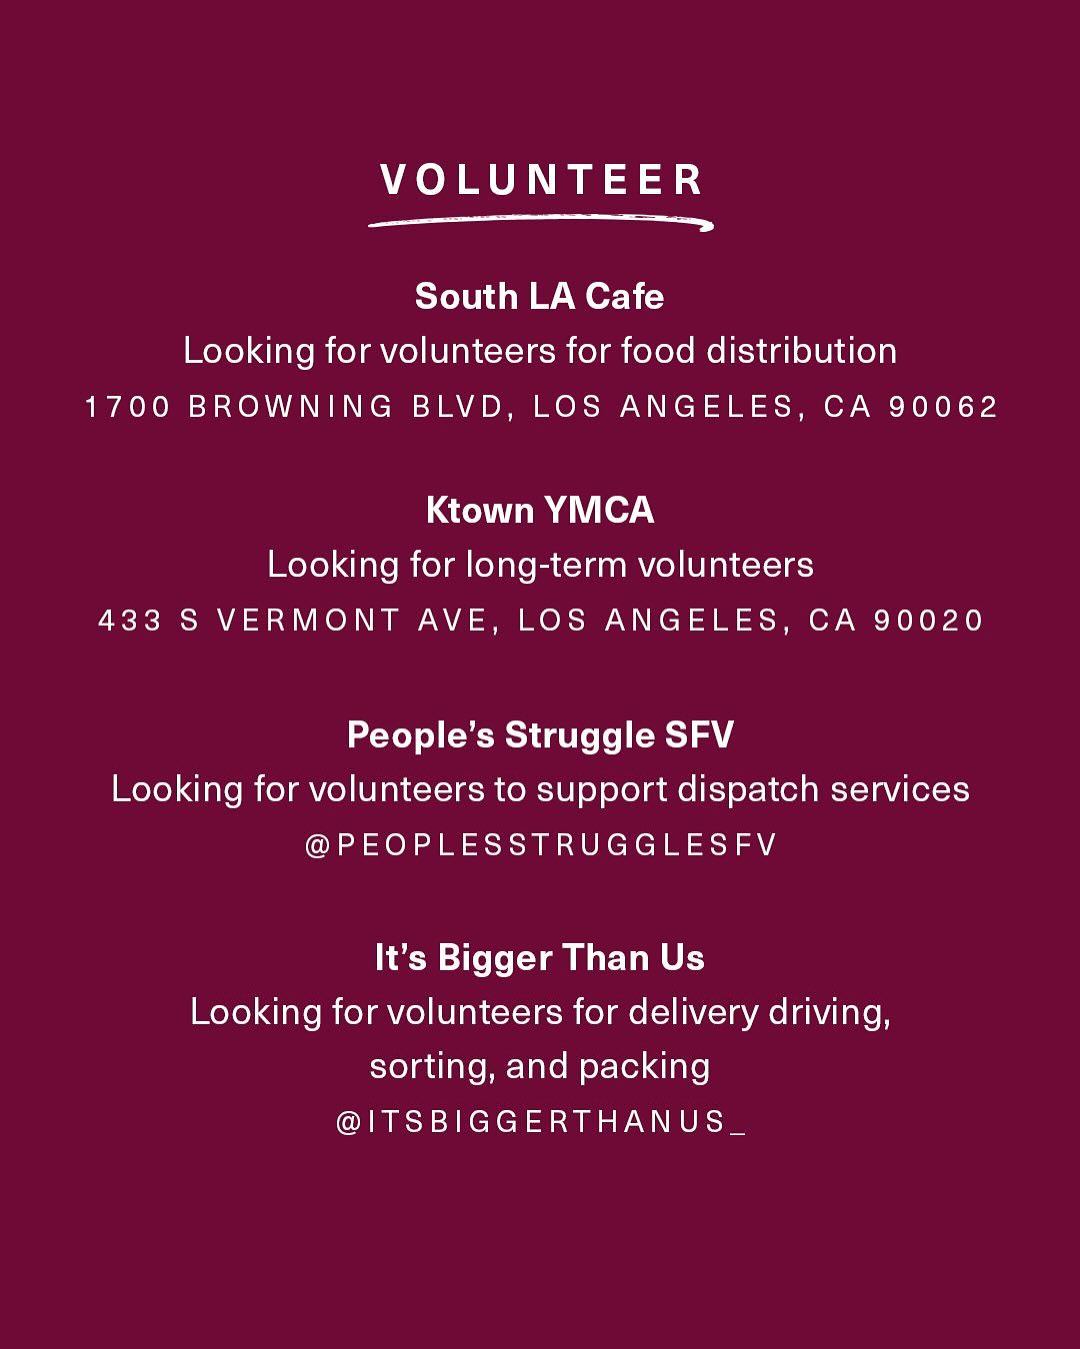 VOLUNTEER
South LA Cafe
Looking for volunteers for food distribution
1700 BROWNING BLVD, LOS ANGELES, CA 90062
Ktown YMCA
Looking for long-term volunteers
433 S VERMONT AVE, LOS ANGELES, CA 90020
People’s Struggle SFV
Looking for volunteers to support dispatch services
@PEOPLESSTRUGGLESFV
It’s Bigger Than Us
Looking for volunteers for delivery driving,
sorting, and packing
@ITSBIGGERTHANUS_